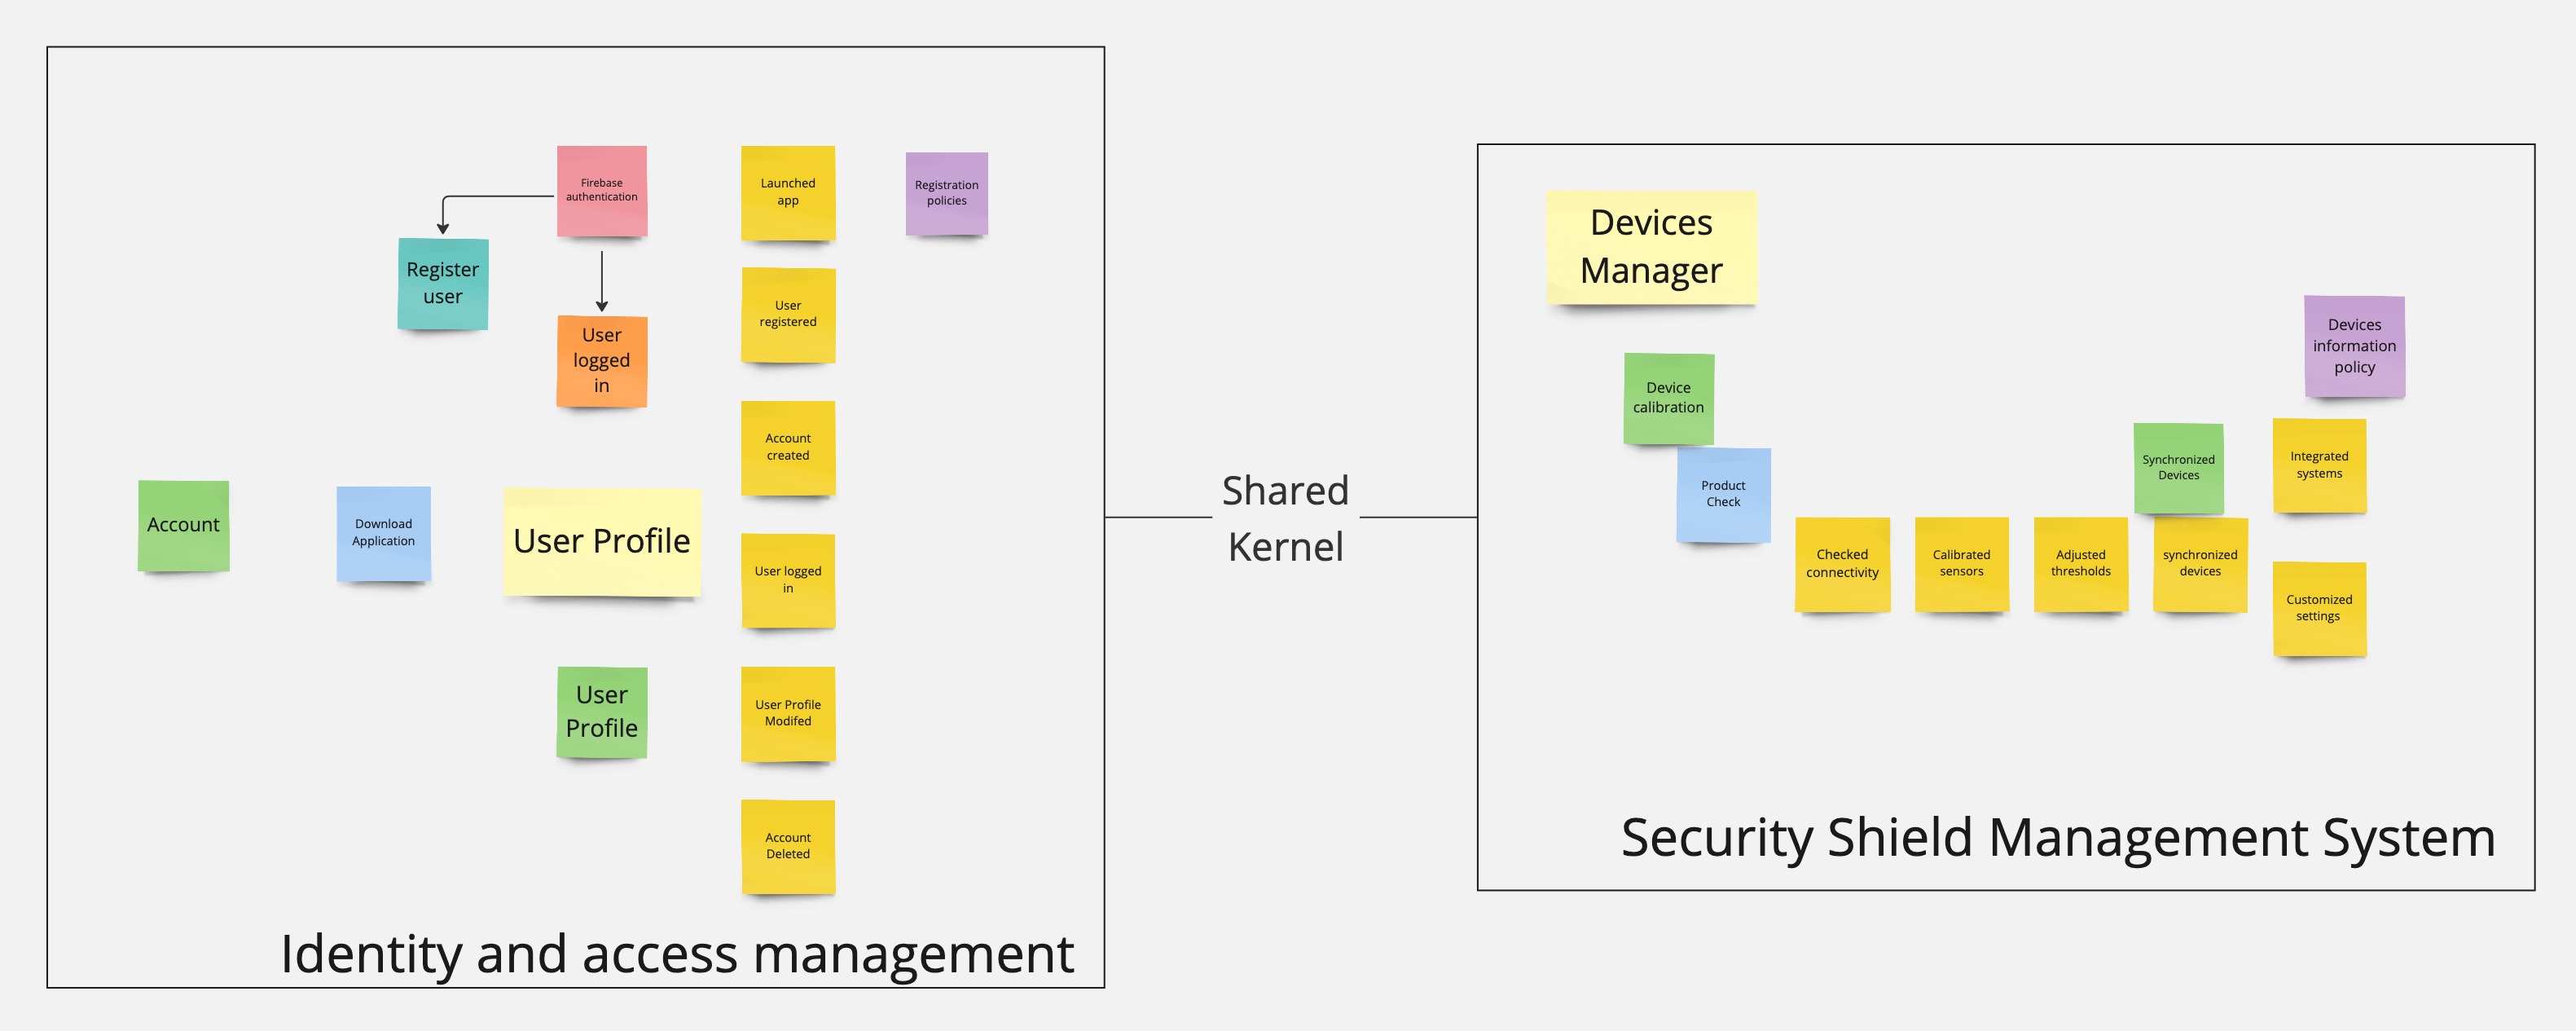 Firebase
authentication
Launched
app
Registration
policies
Register
user
User
registered
User
logged
in
Account
created
Account
Download
Application
User Profile
User logged
in
User
Profile
User Profile
Modifed
Account
Deleted
Identity and access management
Shared
Kernel
Devices
Manager
Devices
information
policy
Device
calibration
Product
Check
Synchronized
Devices
Integrated
systems
Checked
connectivity
Calibrated
sensors
Adjusted
thresholds
synchronized
devices
Customized
settings
Security Shield Management System